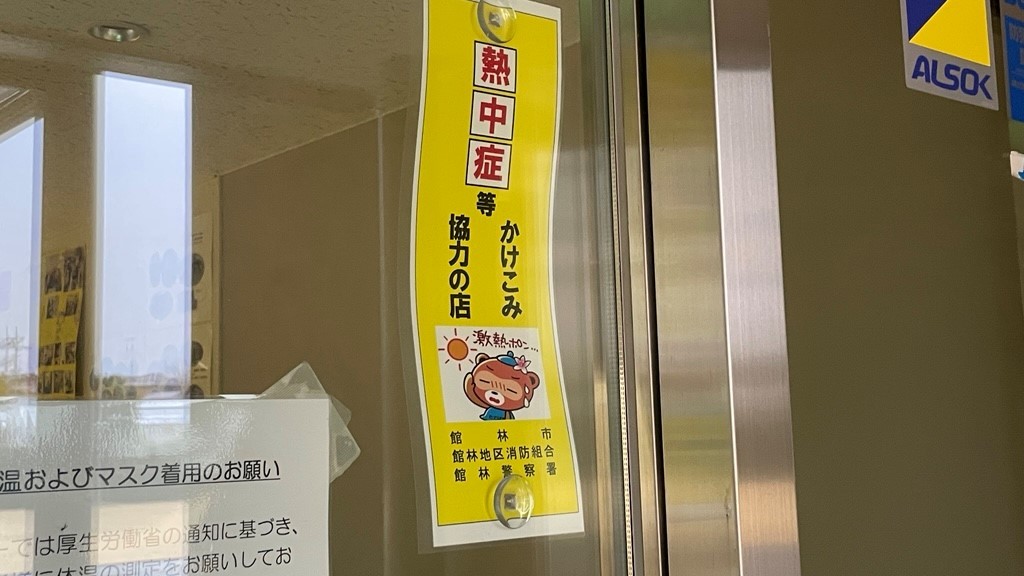 熱中症
等
かけこみ
協力の店
激熱ポン…
館林市
館林地区消防組合
館林警察署
ALSOK
温およびマスク着用のお願い
では厚生労働省の通知に基づき、
に体温の測定をお願いしてお